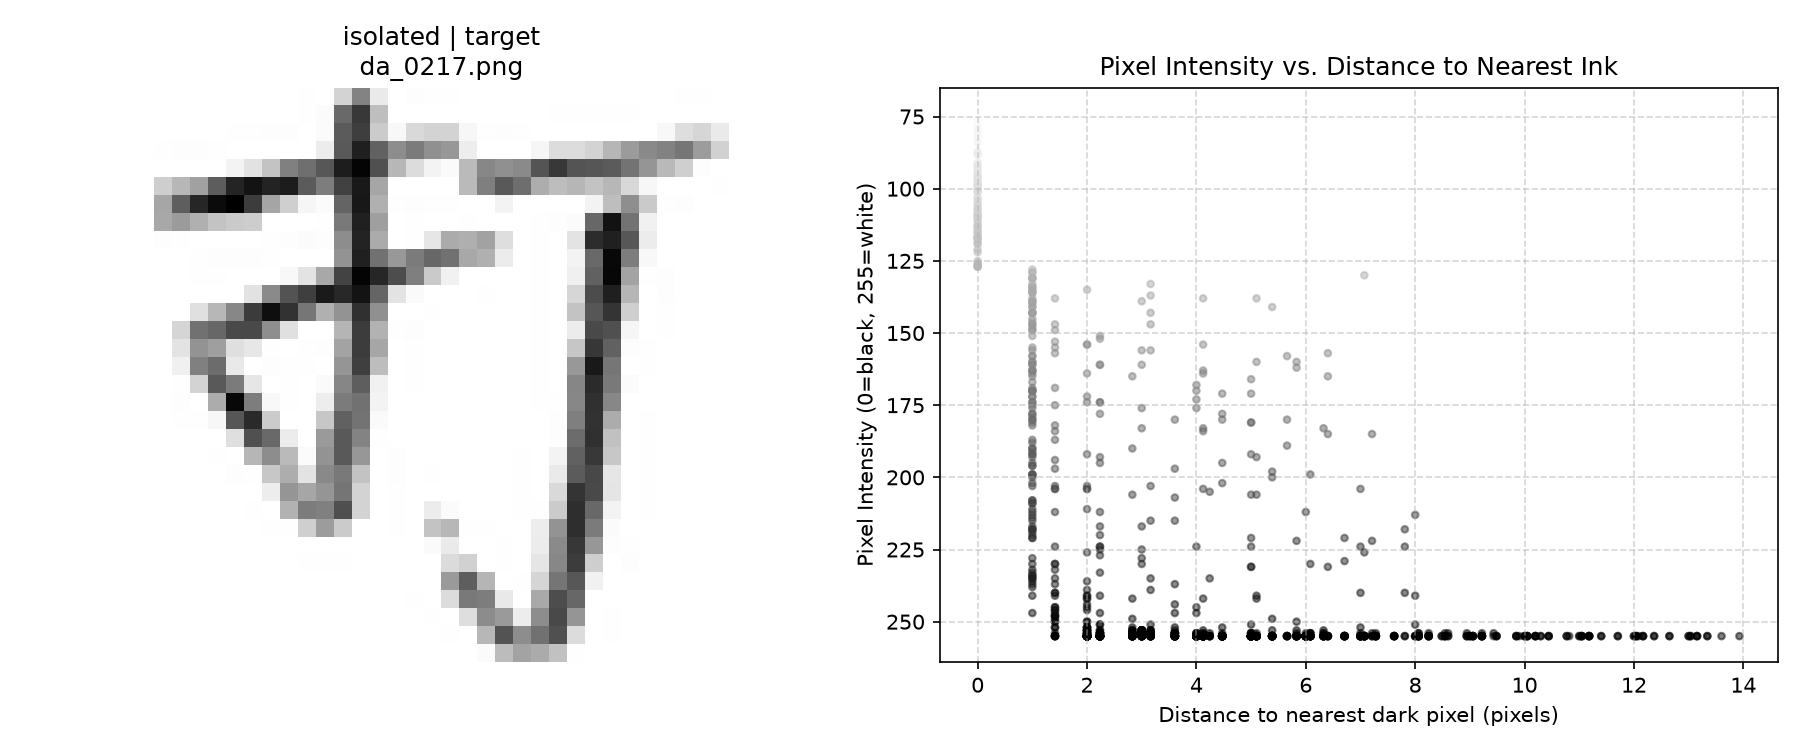 isolated | target
da_0217.png
打
Pixel Intensity vs. Distance to Nearest Ink
Pixel Intensity (0=black, 255=white)
75
100
125
150
175
200
225
250
0 2 4 6 8 10 12 14
Distance to nearest dark pixel (pixels)